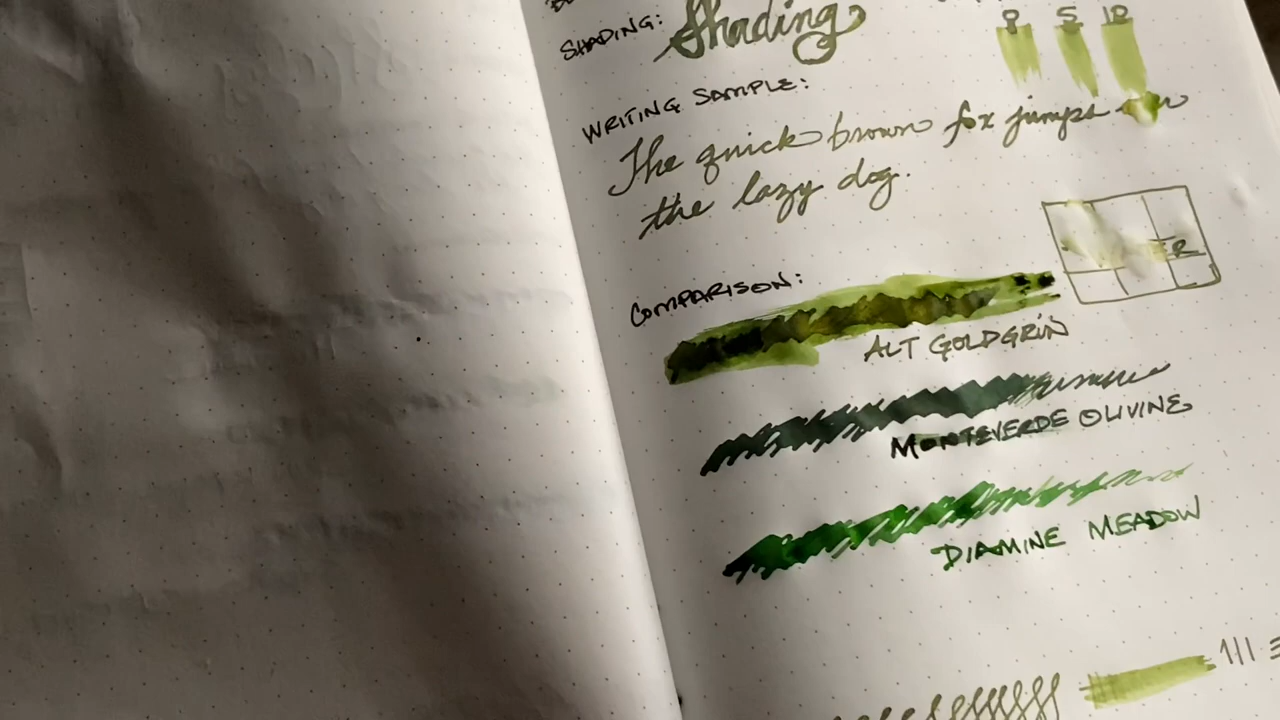 SHADING: Shading
0 5 10
WRITING SAMPLE:
The quick brown fox jumps over
the lazy dog.
COMPARISON:
ALT GOLDGRÜN
MONTEVERDE OLIVINE
DIAMINE MEADOW